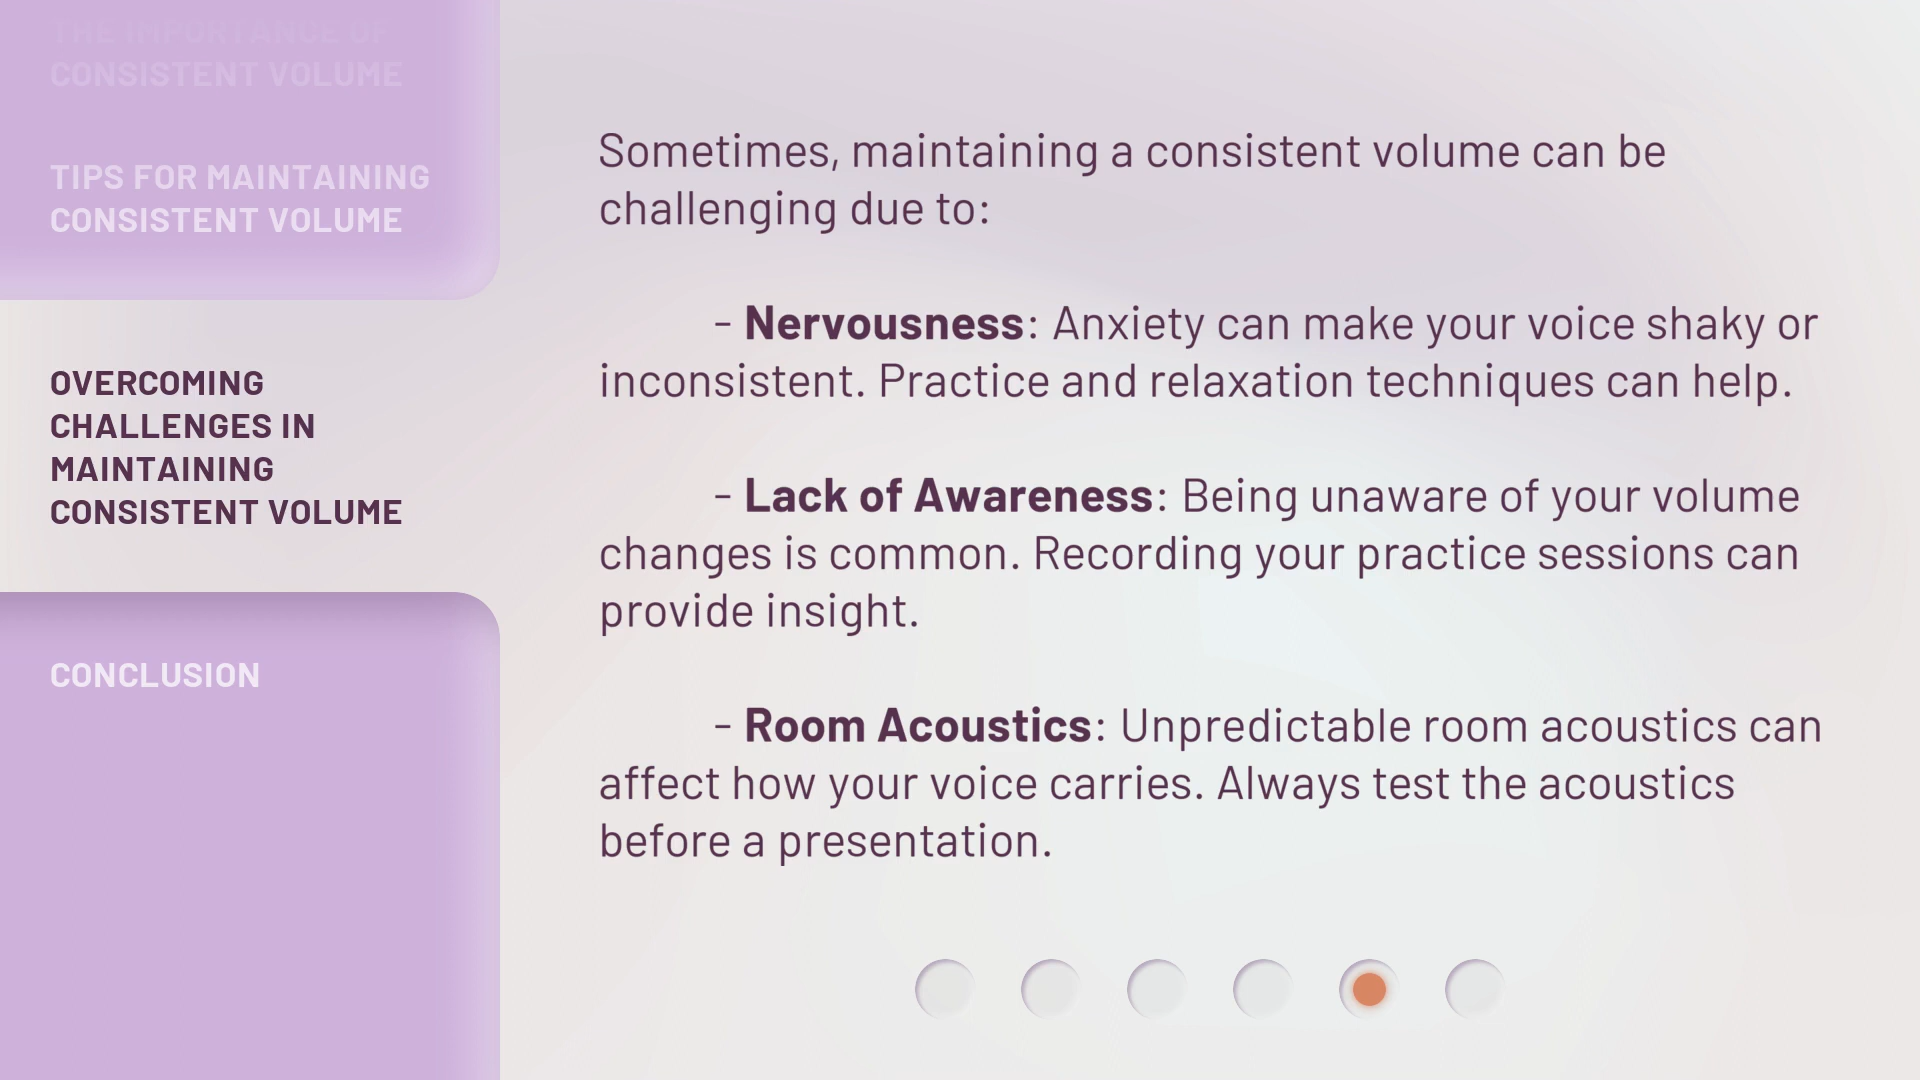 THE IMPORTANCE OF
CONSISTENT VOLUME
TIPS FOR MAINTAINING
CONSISTENT VOLUME
OVERCOMING
CHALLENGES IN
MAINTAINING
CONSISTENT VOLUME
CONCLUSION
Sometimes, maintaining a consistent volume can be
challenging due to:
- Nervousness: Anxiety can make your voice shaky or
inconsistent. Practice and relaxation techniques can help.
- Lack of Awareness: Being unaware of your volume
changes is common. Recording your practice sessions can
provide insight.
- Room Acoustics: Unpredictable room acoustics can
affect how your voice carries. Always test the acoustics
before a presentation.